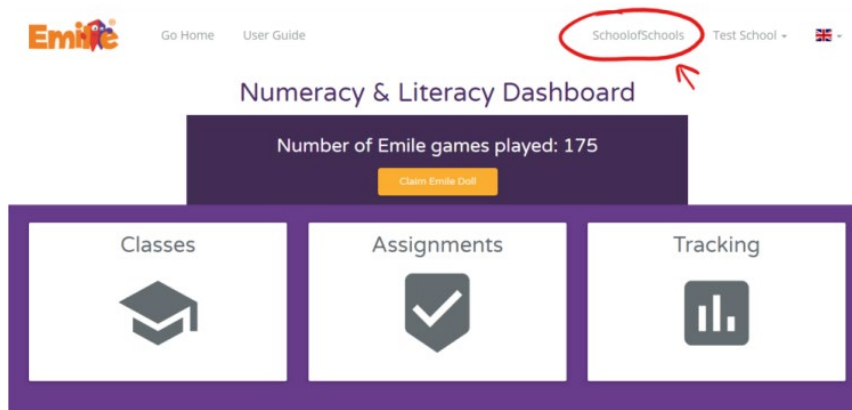 Emile
Go Home
User Guide
SchoolofSchools
Test School
Numeracy & Literacy Dashboard
Number of Emile games played: 175
Claim Emile Doll
Classes
Assignments
Tracking